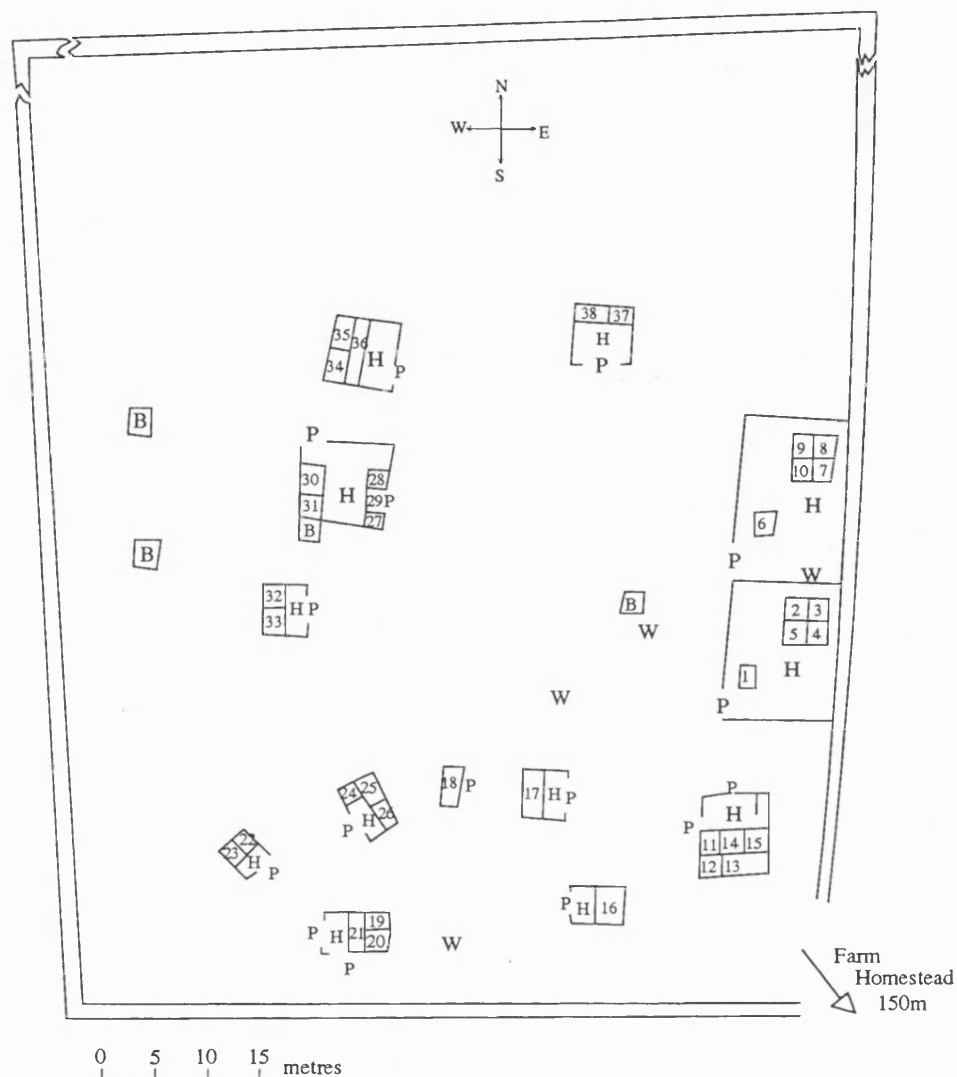 N
W E
S
38 37
H
P
35 36 H
34 P
B
P
9 8
10 7
H
6
P
W
30 28
H 29 P
31 27
B
B
32 H P
33
B
W
2 3
5 4
H
1
P
W
24 25
26
H
P
18 P
17 H P
P
H
P
11 14 15
12 13
22
23 H
P
P H 16
P H 21 19
20
P
W
Farm
Homestead
150m
0 5 10 15 metres